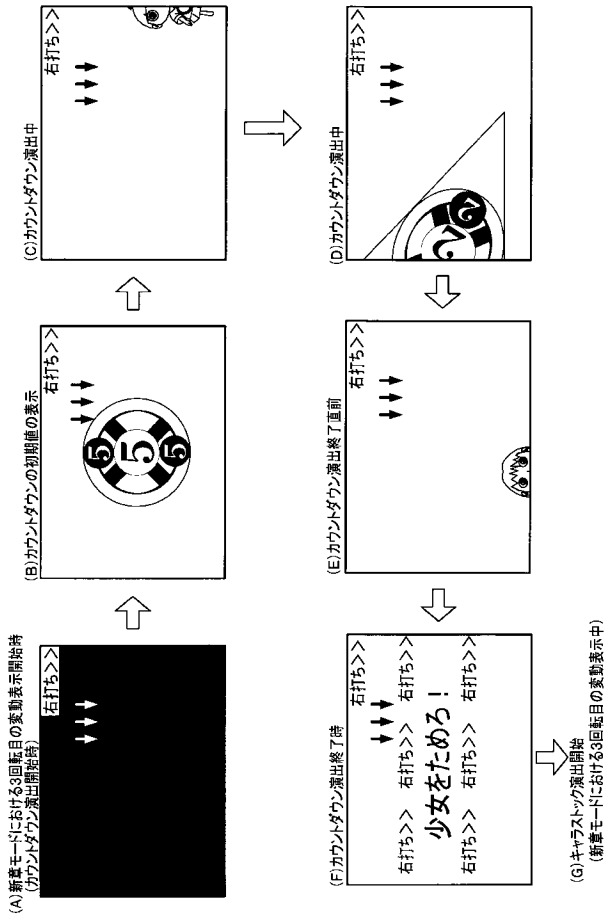 (A)新章モードにおける3回転目の変動表示開始時
(カウントダウン演出開始時)
右打ち>>
(B)カウントダウンの初期値の表示
右打ち>>
5
5
5
(C)カウントダウン演出中
右打ち>>
(D)カウントダウン演出中
右打ち>>
2
2
(E)カウントダウン演出終了直前
右打ち>>
(F)カウントダウン演出終了時
右打ち>>
右打ち>> 右打ち>> 右打ち>>
少女をためろ!
右打ち>> 右打ち>> 右打ち>>
(G)キャラストック演出開始
(新章モードにおける3回転目の変動表示中)